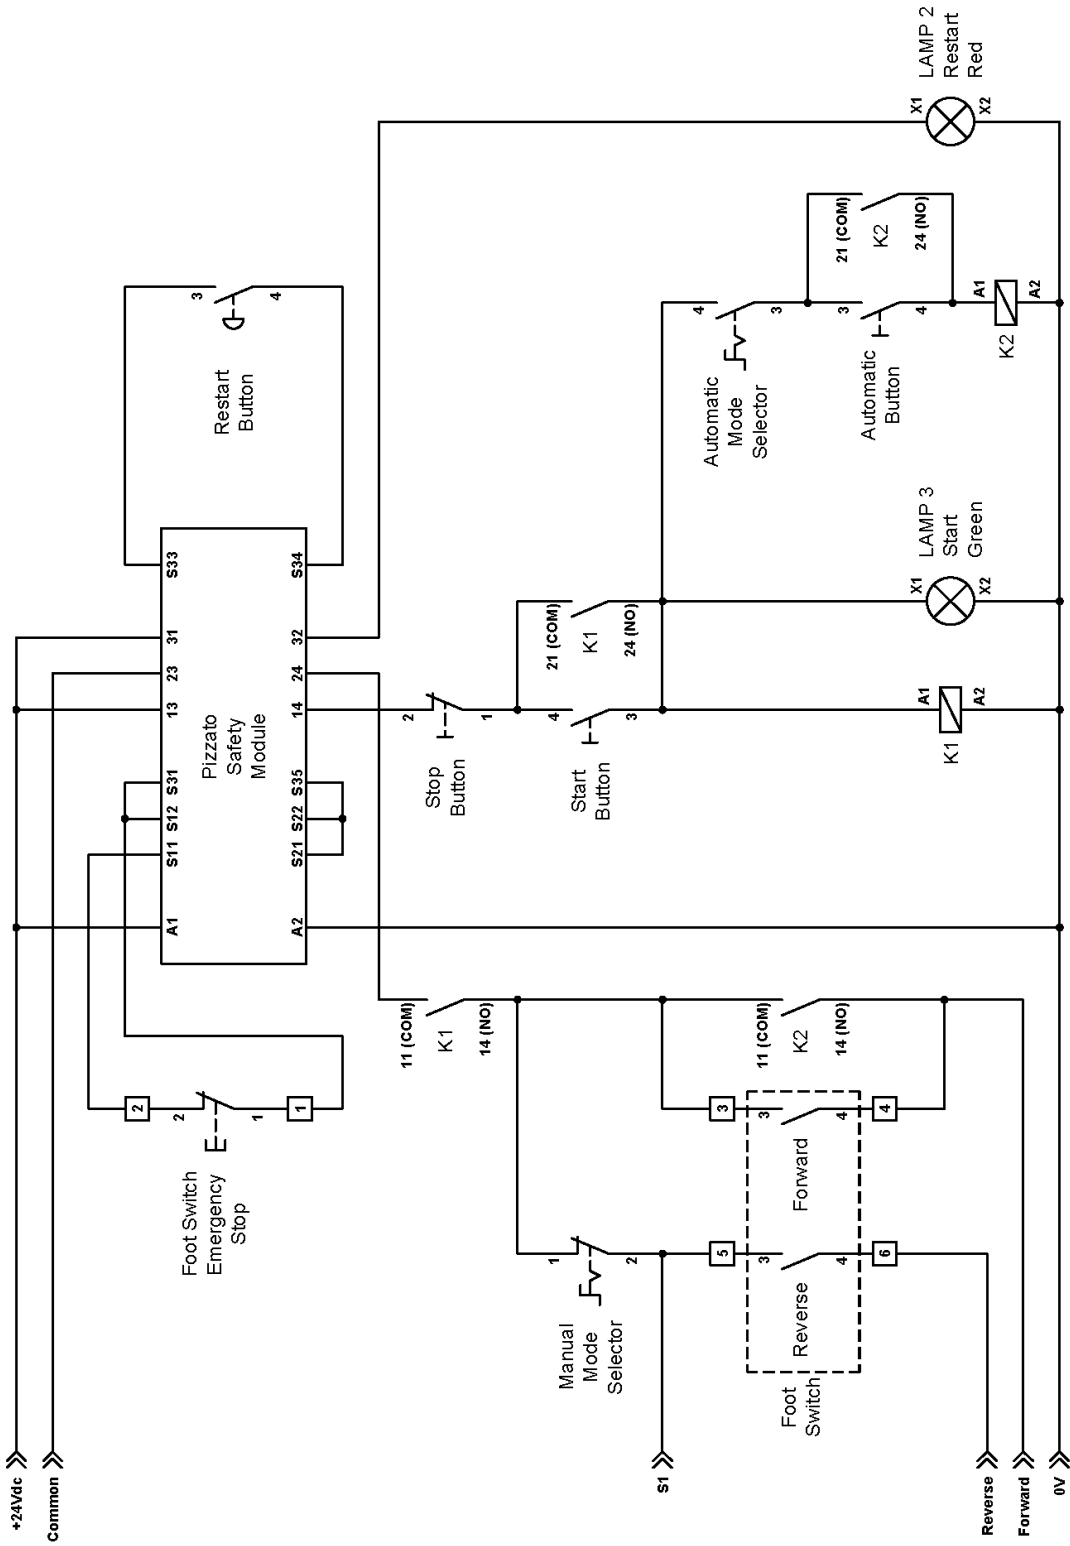 +24Vdc
Common
S1
Reverse
Forward
0V
Foot Switch
Emergency
Stop
2
2
1
1
A1
S11
S12
S31
13
23
31
S33
Pizzato
Safety
Module
A2
S21
S22
S35
14
24
32
S34
Restart
Button
3
4
11 (COM)
K1
14 (NO)
Manual
Mode
Selector
1
2
Foot
Switch
5
3
Reverse
4
6
3
3
Forward
4
4
11 (COM)
K2
14 (NO)
Stop
Button
2
1
Start
Button
4
3
21 (COM)
K1
24 (NO)
A1
K1
A2
LAMP 3
Start
Green
X1
X2
Automatic
Mode
Selector
4
3
Automatic
Button
3
4
21 (COM)
K2
24 (NO)
A1
K2
A2
LAMP 2
Restart
Red
X1
X2